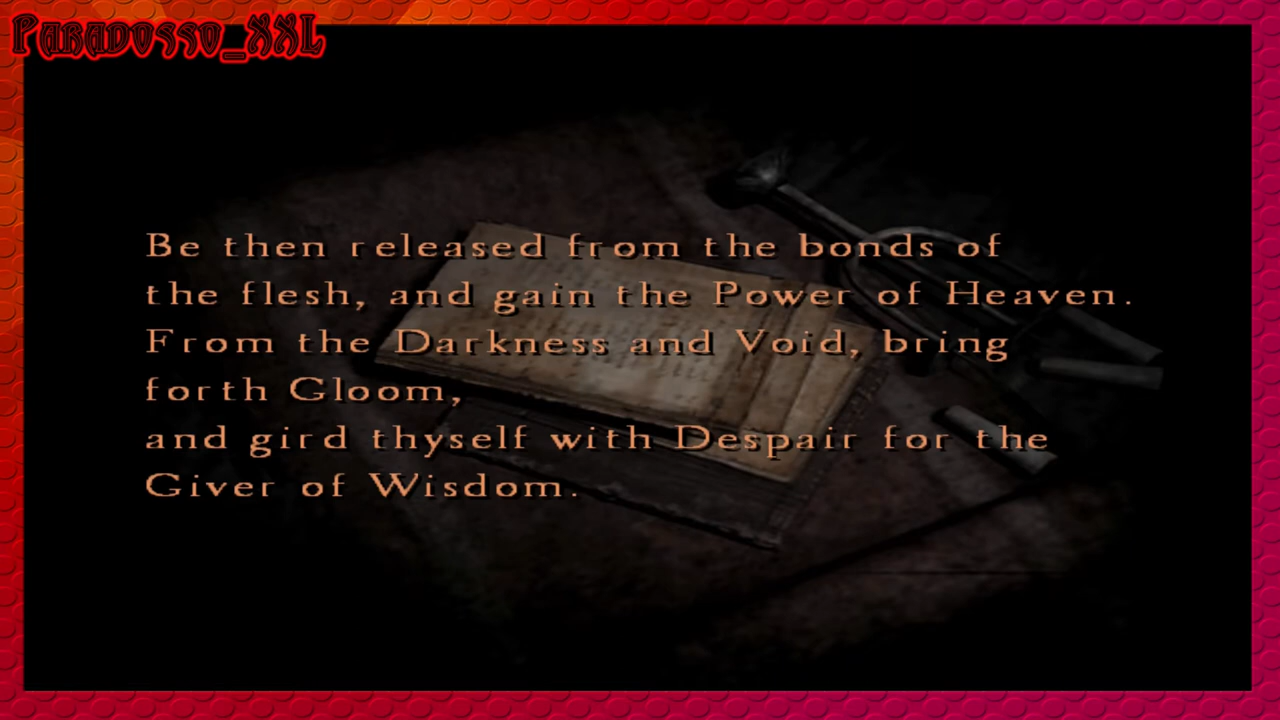 Paradosso_XXL
Be then released from the bonds of
the flesh, and gain the Power of Heaven.
From the Darkness and Void, bring
forth Gloom,
and gird thyself with Despair for the
Giver of Wisdom.